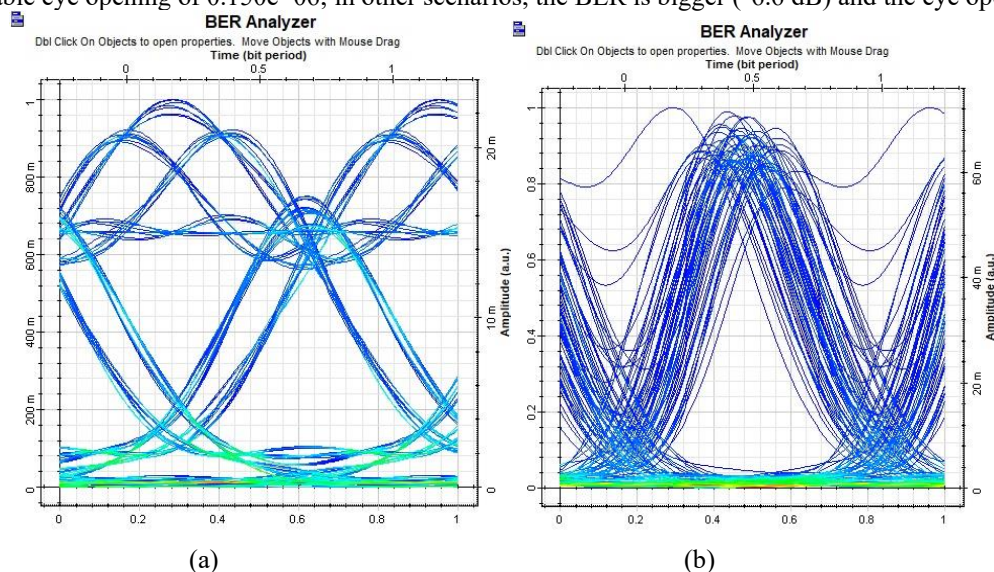 able eye opening of 0.150e-06, in other scenarios, the BER is bigger (-6.6 dB) and the eye ope
BER Analyzer
Dbl Click On Objects to open properties. Move Objects with Mouse Drag
Time (bit period)
0 0.5 1
1
800 m
600 m
400 m
200 m
0
20 m
10 m
0
0 0.2 0.4 0.6 0.8 1
Amplitude (a.u.)
(a)
BER Analyzer
Dbl Click On Objects to open properties. Move Objects with Mouse Drag
Time (bit period)
0 0.5 1
1
0.8
0.6
0.4
0.2
0
60 m
40 m
20 m
0
0 0.2 0.4 0.6 0.8 1
Amplitude (a.u.)
(b)